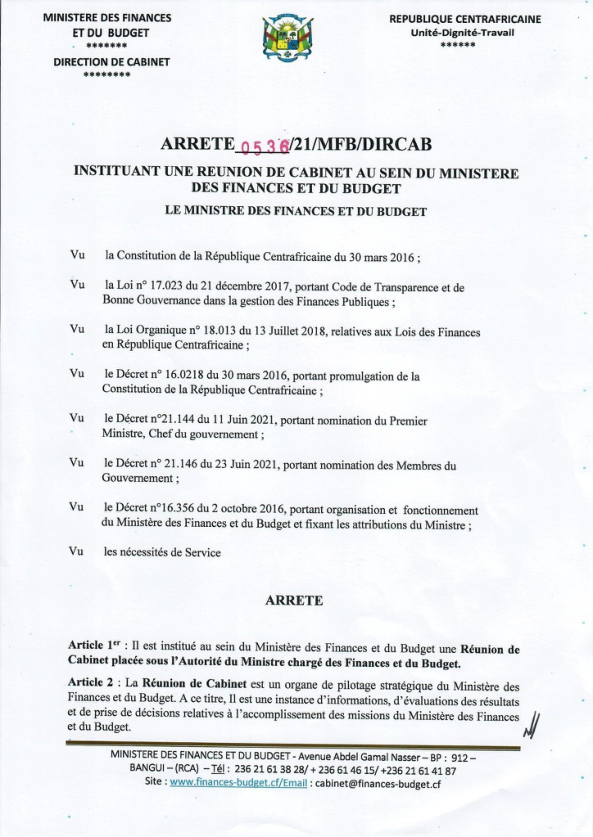 MINISTERE DES FINANCES
ET DU BUDGET
*******
DIRECTION DE CABINET
********
REPUBLIQUE CENTRAFRICAINE
Unité-Dignité-Travail
******
ARRETE 0536/21/MFB/DIRCAB
INSTITUANT UNE REUNION DE CABINET AU SEIN DU MINISTERE
DES FINANCES ET DU BUDGET
LE MINISTRE DES FINANCES ET DU BUDGET
Vu la Constitution de la République Centrafricaine du 30 mars 2016 ;
Vu la Loi n° 17.023 du 21 décembre 2017, portant Code de Transparence et de
Bonne Gouvernance dans la gestion des Finances Publiques ;
Vu la Loi Organique n° 18.013 du 13 Juillet 2018, relatives aux Lois des Finances
en République Centrafricaine ;
Vu le Décret n° 16.0218 du 30 mars 2016, portant promulgation de la
Constitution de la République Centrafricaine ;
Vu le Décret n°21.144 du 11 Juin 2021, portant nomination du Premier
Ministre, Chef du gouvernement ;
Vu le Décret n° 21.146 du 23 Juin 2021, portant nomination des Membres du
Gouvernement ;
Vu le Décret n°16.356 du 2 octobre 2016, portant organisation et fonctionnement
du Ministère des Finances et du Budget et fixant les attributions du Ministre ;
Vu les nécessités de Service
ARRETE
Article 1er : Il est institué au sein du Ministère des Finances et du Budget une Réunion de
Cabinet placée sous l'Autorité du Ministre chargé des Finances et du Budget.
Article 2 : La Réunion de Cabinet est un organe de pilotage stratégique du Ministère des
Finances et du Budget. A ce titre, Il est une instance d'informations, d'évaluations des résultats
et de prise de décisions relatives à l'accomplissement des missions du Ministère des Finances
et du Budget.
MINISTERE DES FINANCES ET DU BUDGET - Avenue Abdel Gamal Nasser – BP : 912 –
BANGUI – (RCA) – Tél : 236 21 61 38 28/ + 236 61 46 15/ +236 21 61 41 87
Site : www.finances-budget.cf/Email : cabinet@finances-budget.cf